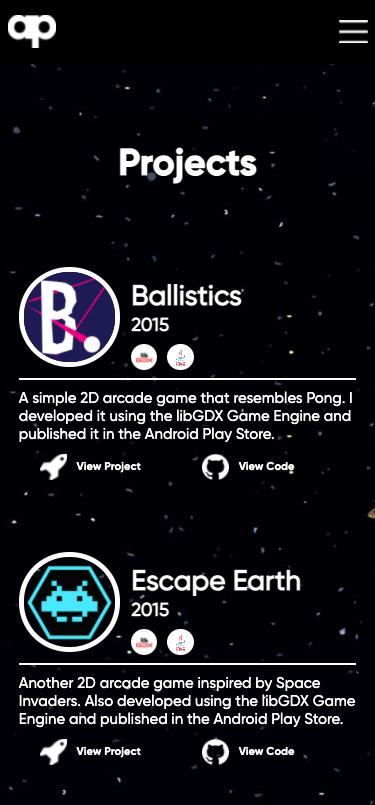 ap
Projects
B
Ballistics
2015
A simple 2D arcade game that resembles Pong. I
developed it using the libGDX Game Engine and
published it in the Android Play Store.
View Project
View Code
Escape Earth
2015
Another 2D arcade game inspired by Space
Invaders. Also developed using the libGDX Game
Engine and published in the Android Play Store.
View Project
View Code